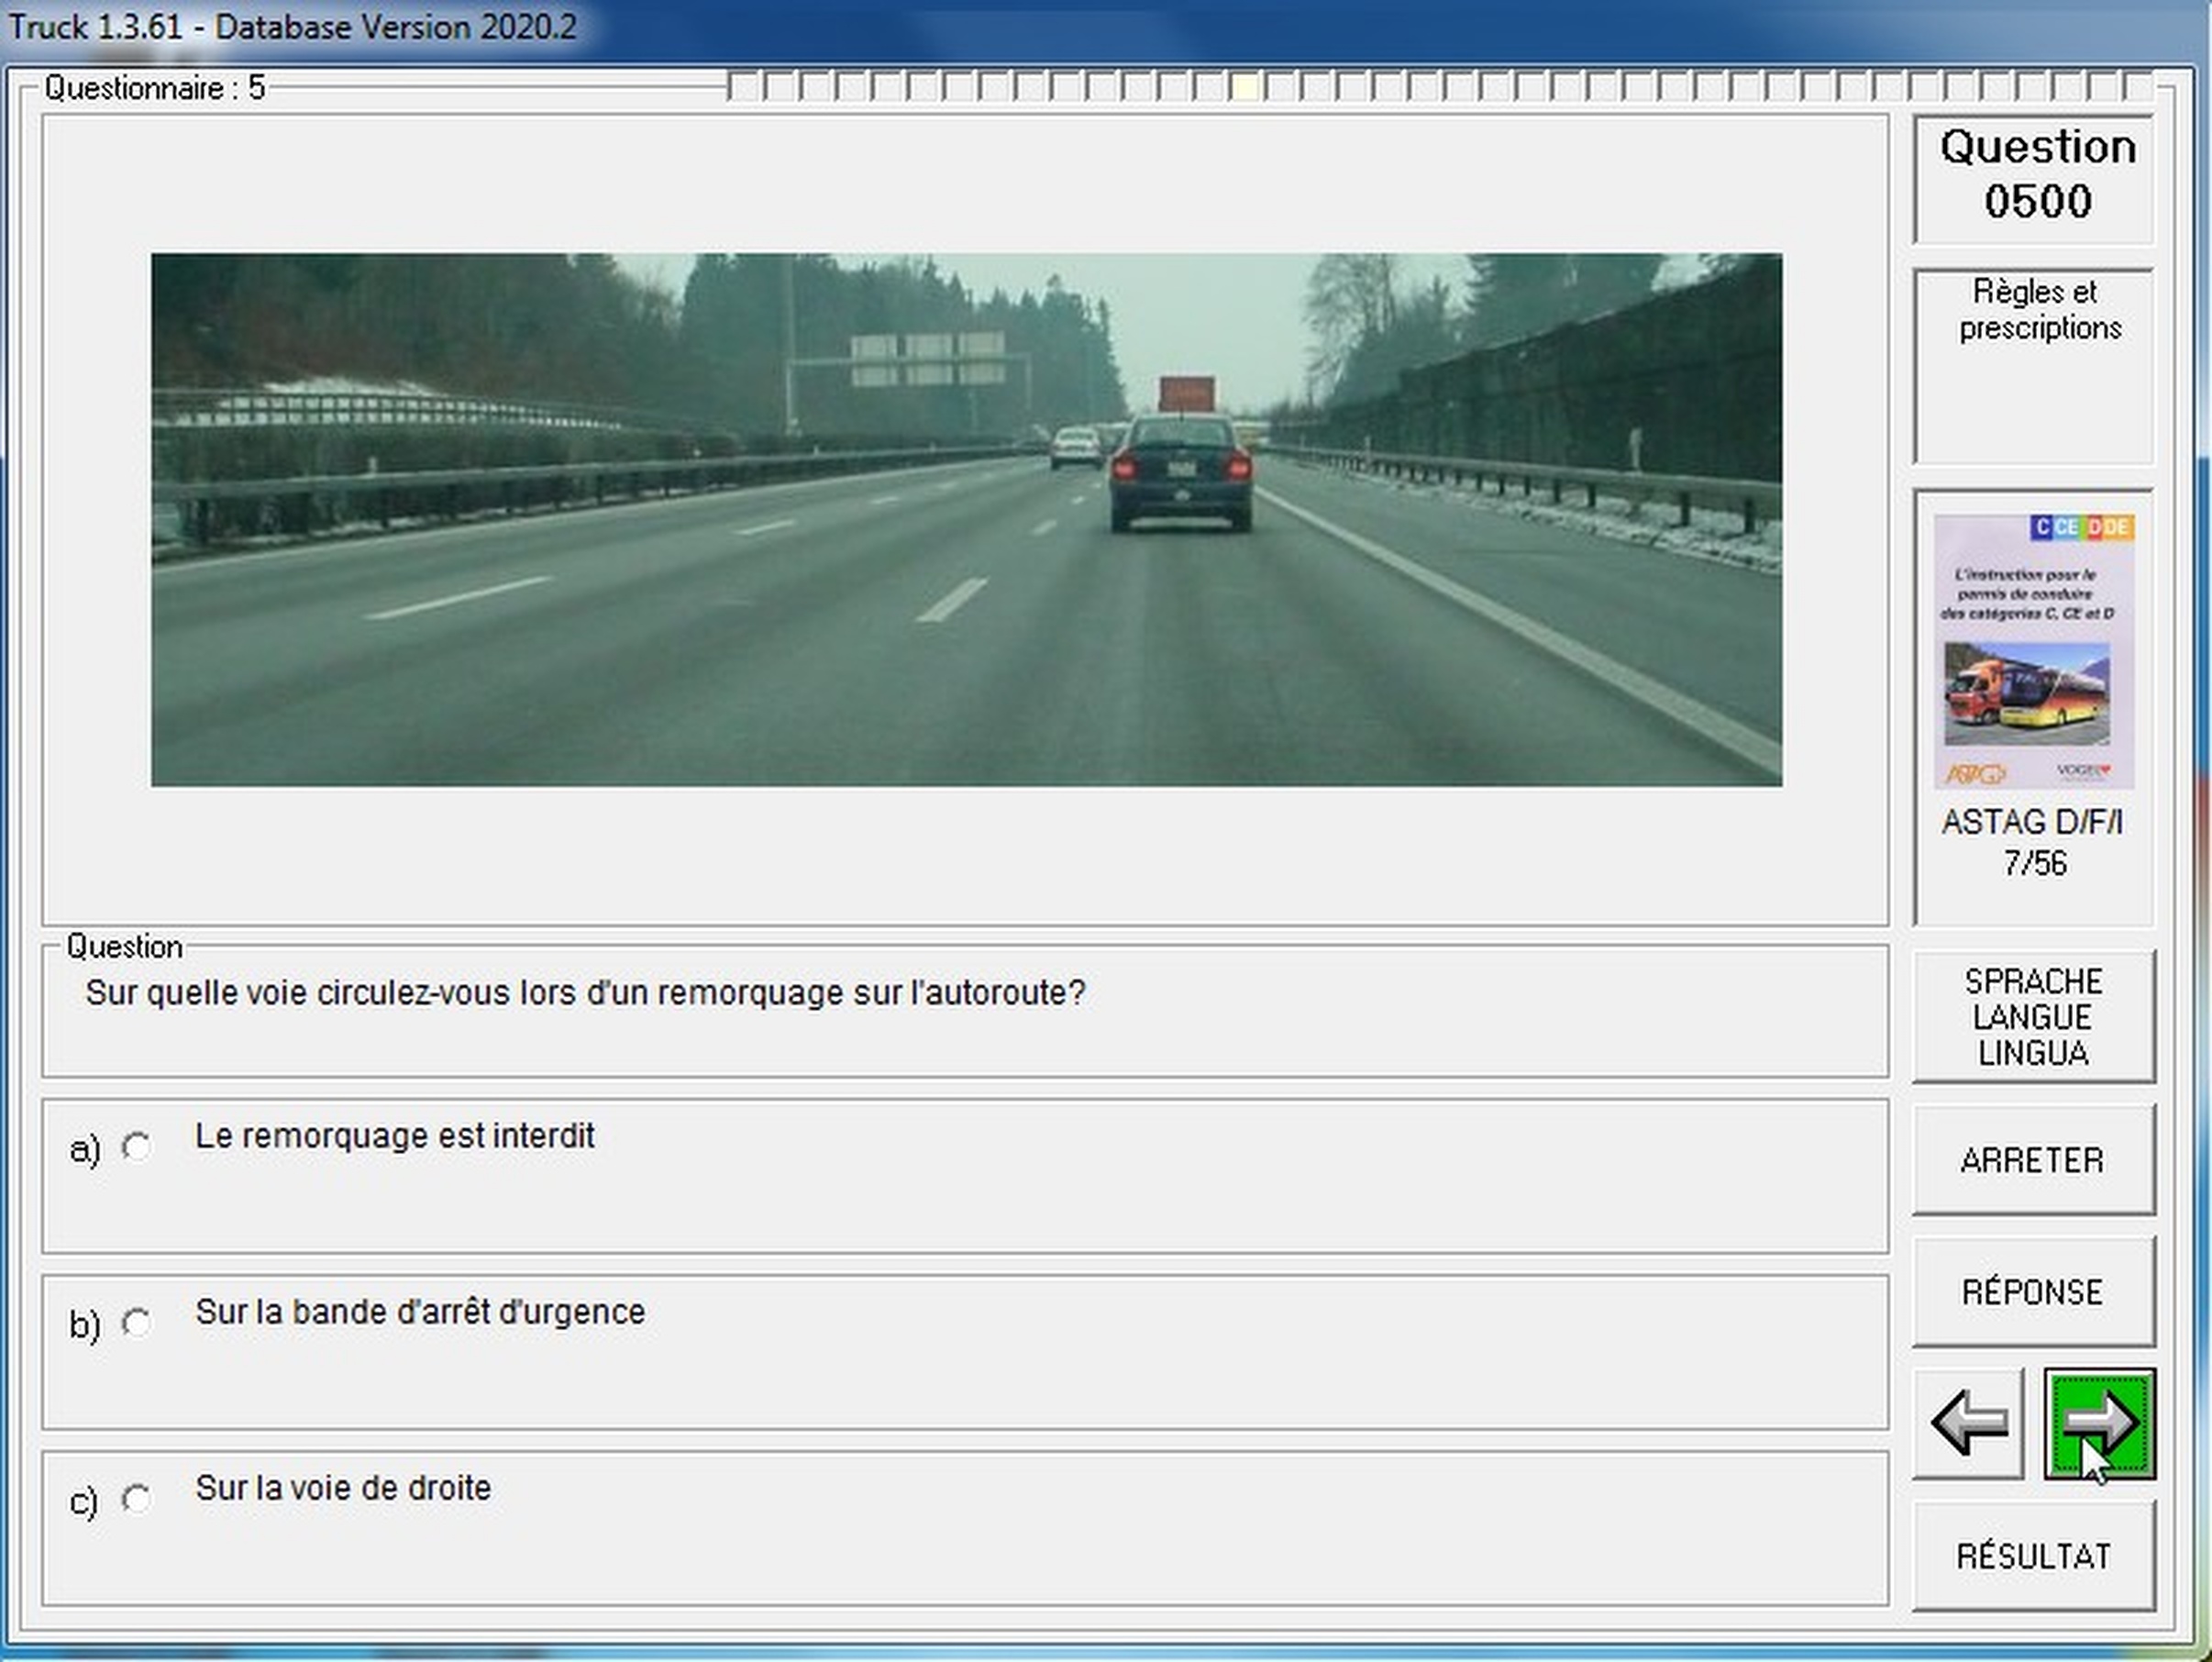 Truck 1.3.61 - Database Version 2020.2
Questionnaire : 5
Question
0500
Règles et
prescriptions
C CE D DE
L'instruction pour le
permis de conduire
des catégories C, CE et D
ASTAG
VOGEL
ASTAG D/F/I
7/56
Question
Sur quelle voie circulez-vous lors d'un remorquage sur l'autoroute?
a) Le remorquage est interdit
b) Sur la bande d'arrêt d'urgence
c) Sur la voie de droite
SPRACHE
LANGUE
LINGUA
ARRETER
RÉPONSE
RÉSULTAT